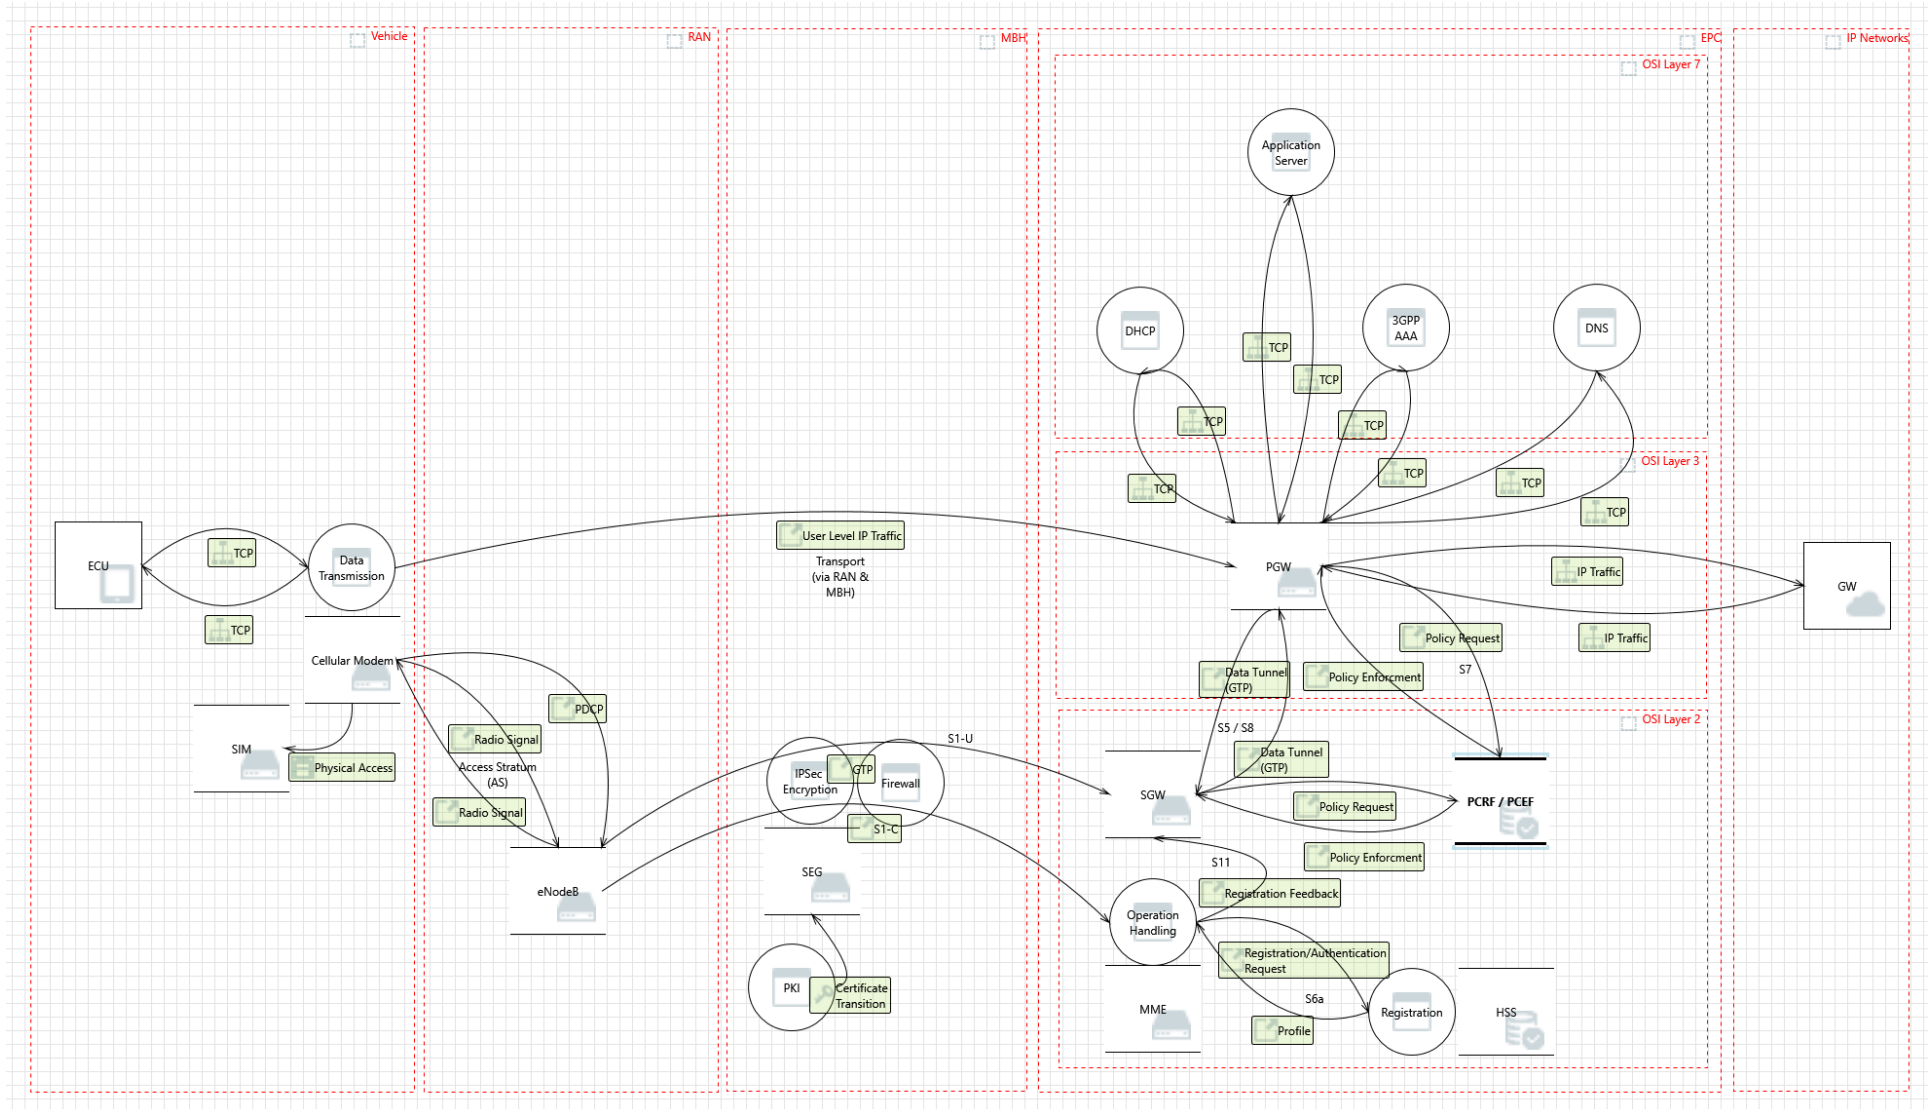 Vehicle
RAN
MBH
EPC
IP Networks
OSI Layer 7
Application
Server
DHCP
3GPP
AAA
DNS
TCP
TCP
TCP
TCP
OSI Layer 3
TCP
TCP
TCP
TCP
ECU
TCP
Data
Transmission
TCP
User Level IP Traffic
Transport
(via RAN &
MBH)
PGW
IP Traffic
GW
Policy Request
IP Traffic
S7
Data Tunnel
(GTP)
Policy Enforcment
Cellular Modem
SIM
Physical Access
PDCP
Radio Signal
Access Stratum
(AS)
Radio Signal
eNodeB
S1-U
IPSec
Encryption
GTP
Firewall
S1-C
SEG
PKI
Certificate
Transition
OSI Layer 2
S5 / S8
Data Tunnel
(GTP)
SGW
Policy Request
PCRF / PCEF
Policy Enforcment
S11
Registration Feedback
Operation
Handling
Registration/Authentication
Request
S6a
Profile
MME
Registration
HSS